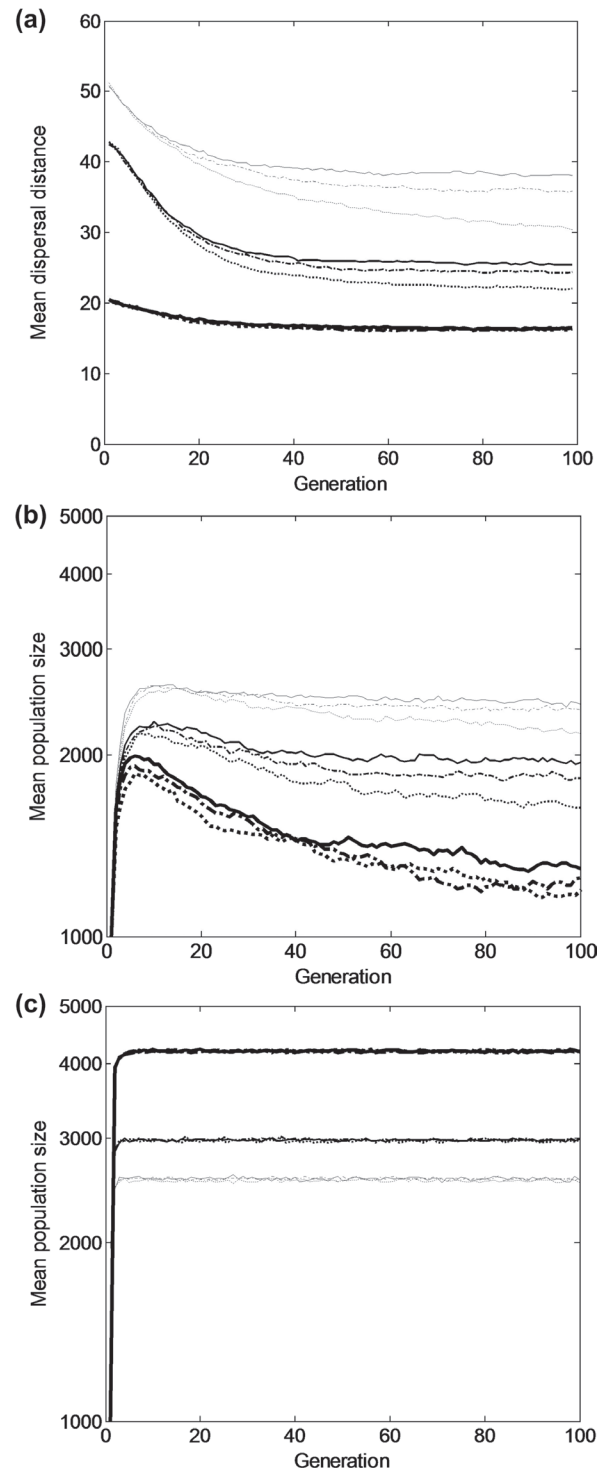 (a)
60
50
40
30
20
10
0
Mean dispersal distance
0 20 40 60 80 100
Generation
(b)
5000
4000
3000
2000
1000
Mean population size
0 20 40 60 80 100
Generation
(c)
5000
4000
3000
2000
1000
Mean population size
0 20 40 60 80 100
Generation